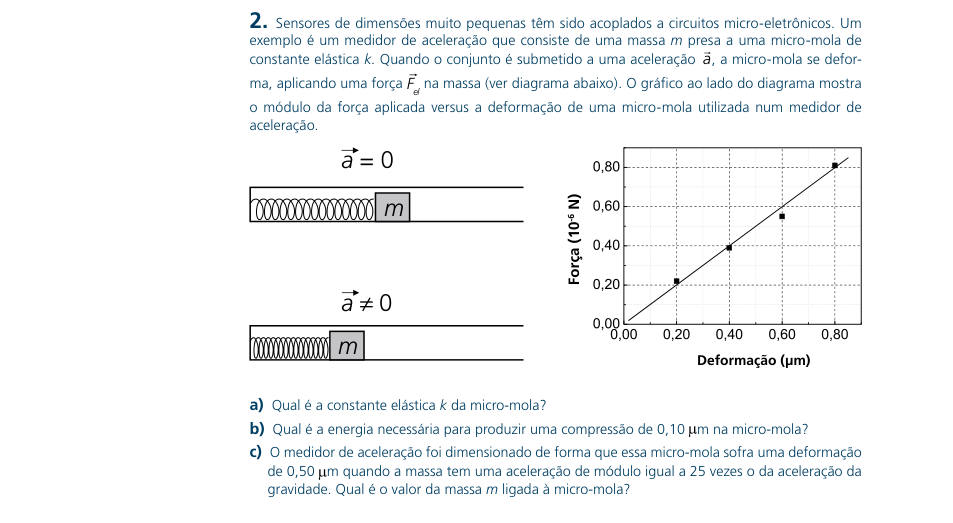 2. Sensores de dimensões muito pequenas têm sido acoplados a circuitos micro-eletrônicos. Um
exemplo é um medidor de aceleração que consiste de uma massa m presa a uma micro-mola de
constante elástica k. Quando o conjunto é submetido a uma aceleração a⃗, a micro-mola se defor-
ma, aplicando uma força F⃗el na massa (ver diagrama abaixo). O gráfico ao lado do diagrama mostra
o módulo da força aplicada versus a deformação de uma micro-mola utilizada num medidor de
aceleração.
a⃗ = 0
m
a⃗ ≠ 0
m
Força (10⁻⁶ N)
0,80
0,60
0,40
0,20
0,00
0,00 0,20 0,40 0,60 0,80
Deformação (µm)
a) Qual é a constante elástica k da micro-mola?
b) Qual é a energia necessária para produzir uma compressão de 0,10 µm na micro-mola?
c) O medidor de aceleração foi dimensionado de forma que essa micro-mola sofra uma deformação
de 0,50 µm quando a massa tem uma aceleração de módulo igual a 25 vezes o da aceleração da
gravidade. Qual é o valor da massa m ligada à micro-mola?